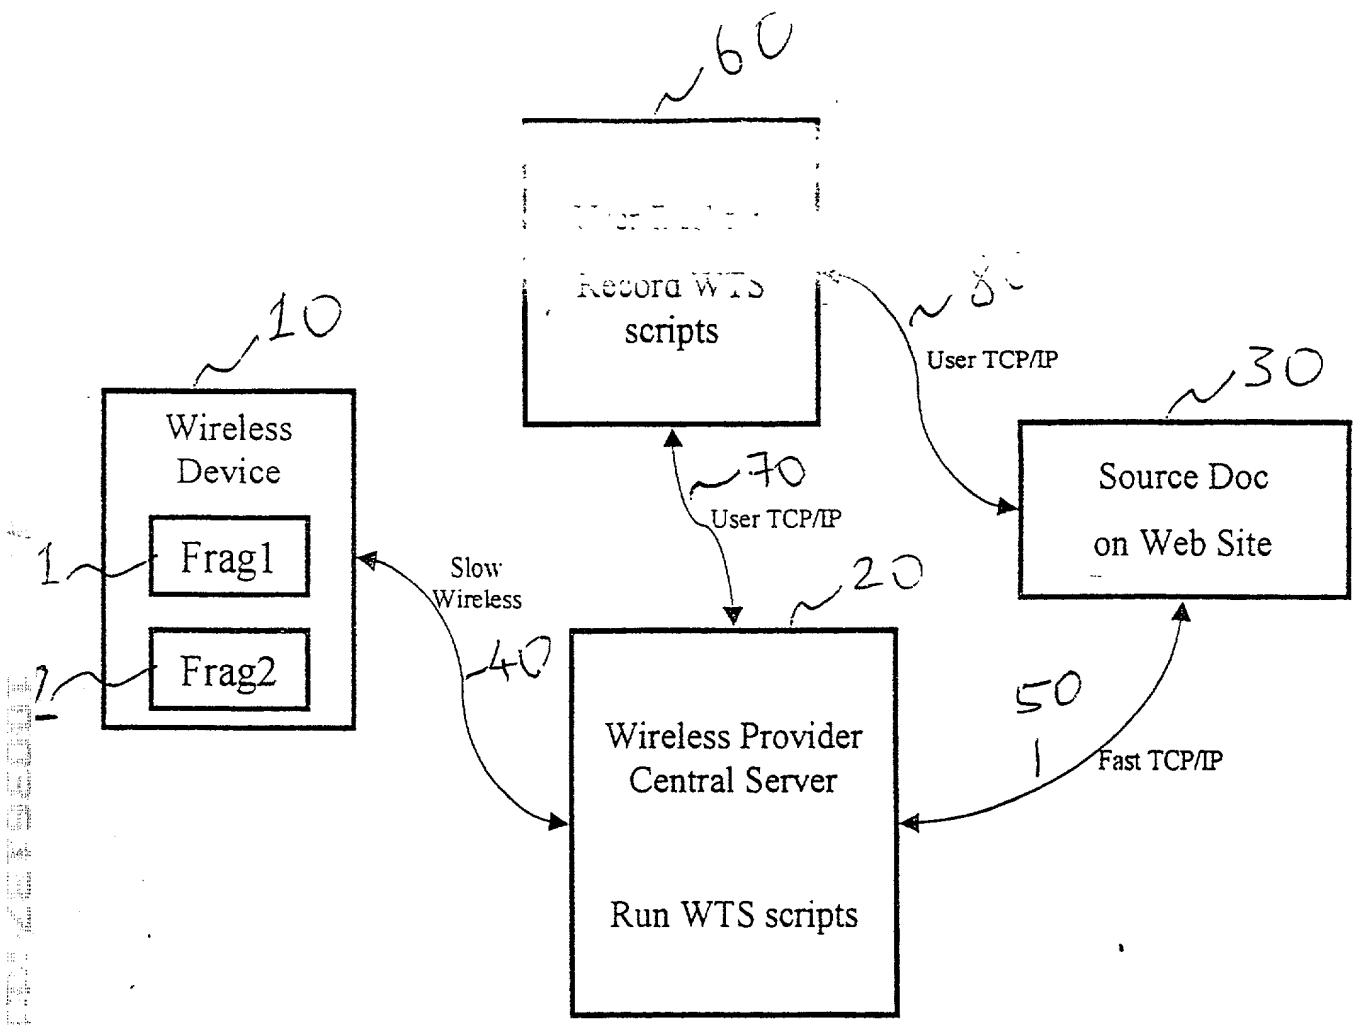 60
Record WTS
scripts
80
User TCP/IP
10
30
Wireless
Device
Source Doc
on Web Site
70
User TCP/IP
1
Frag1
Slow
Wireless
20
2
Frag2
40
50
Wireless Provider
Central Server
Fast TCP/IP
Run WTS scripts